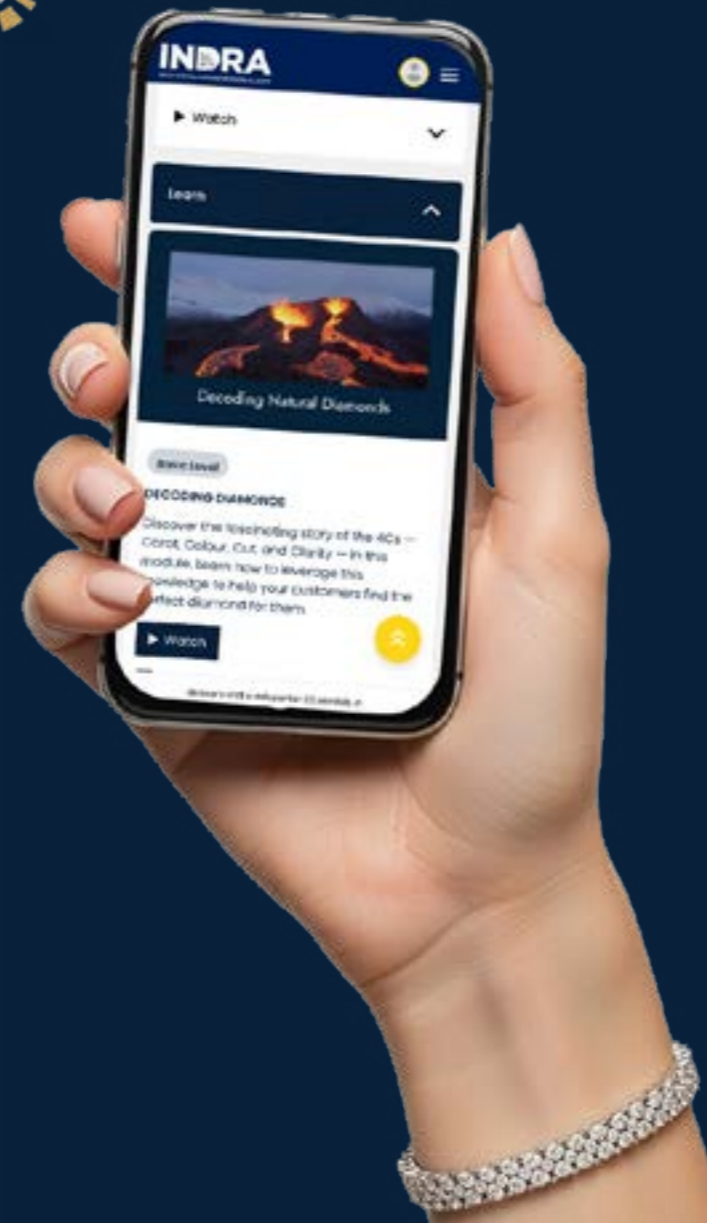 INDRA
▶ Watch
Learn
Decoding Natural Diamonds
Basic Level
DECODING DIAMONDS
Discover the fascinating story of the 4Cs —
Carat, Colour, Cut, and Clarity — in this
module. Learn how to leverage this
knowledge to help your customers find the
perfect diamond for them.
▶ Watch